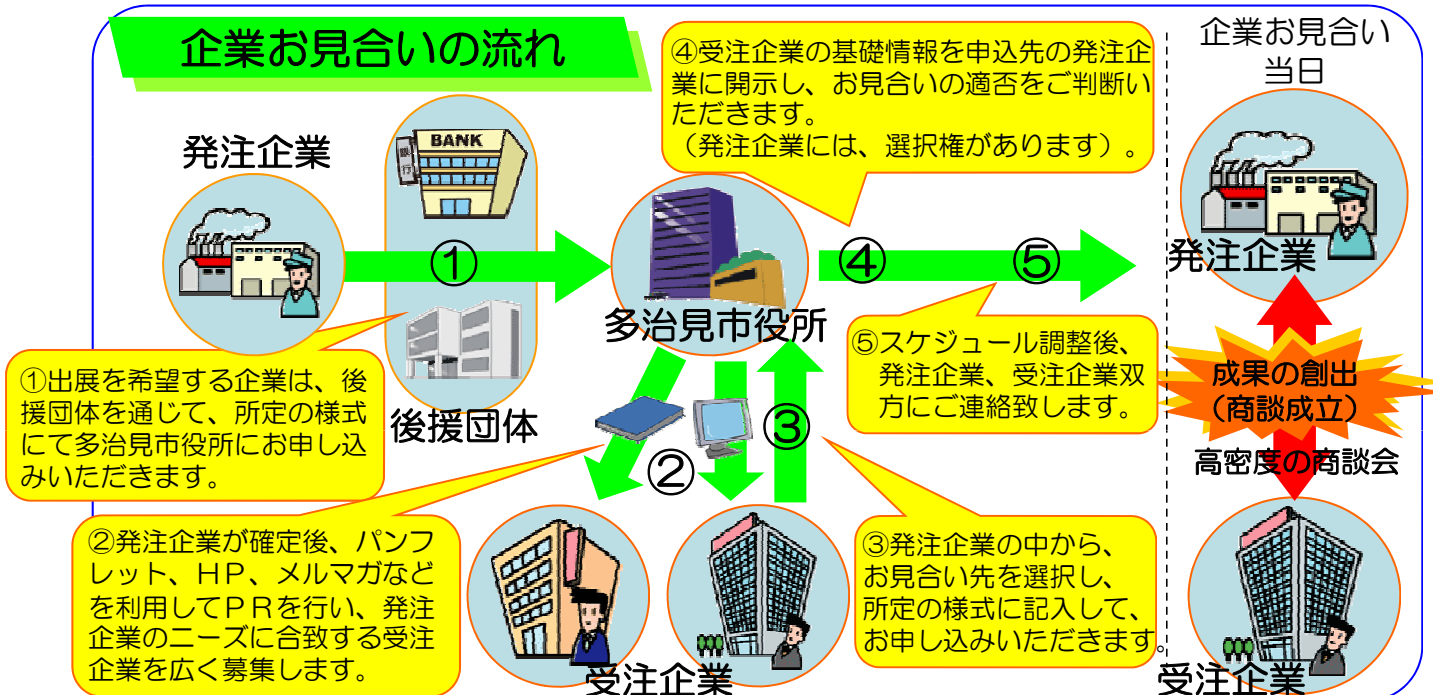 企業お見合いの流れ
④受注企業の基礎情報を申込先の発注企
業に開示し、お見合いの適否をご判断い
ただきます。
（発注企業には、選択権があります）。
企業お見合い
当日
発注企業
BANK
銀行
①
④
⑤
発注企業
多治見市役所
①出展を希望する企業は、後
援団体を通じて、所定の様式
にて多治見市役所にお申し込
みいただきます。
後援団体
⑤スケジュール調整後、
発注企業、受注企業双
方にご連絡致します。
成果の創出
（商談成立）
高密度の商談会
②
③
②発注企業が確定後、パンフ
レット、ＨＰ、メルマガなど
を利用してＰＲを行い、発注
企業のニーズに合致する受注
企業を広く募集します。
③発注企業の中から、
お見合い先を選択し、
所定の様式に記入して、
お申し込みいただきます。
受注企業
受注企業